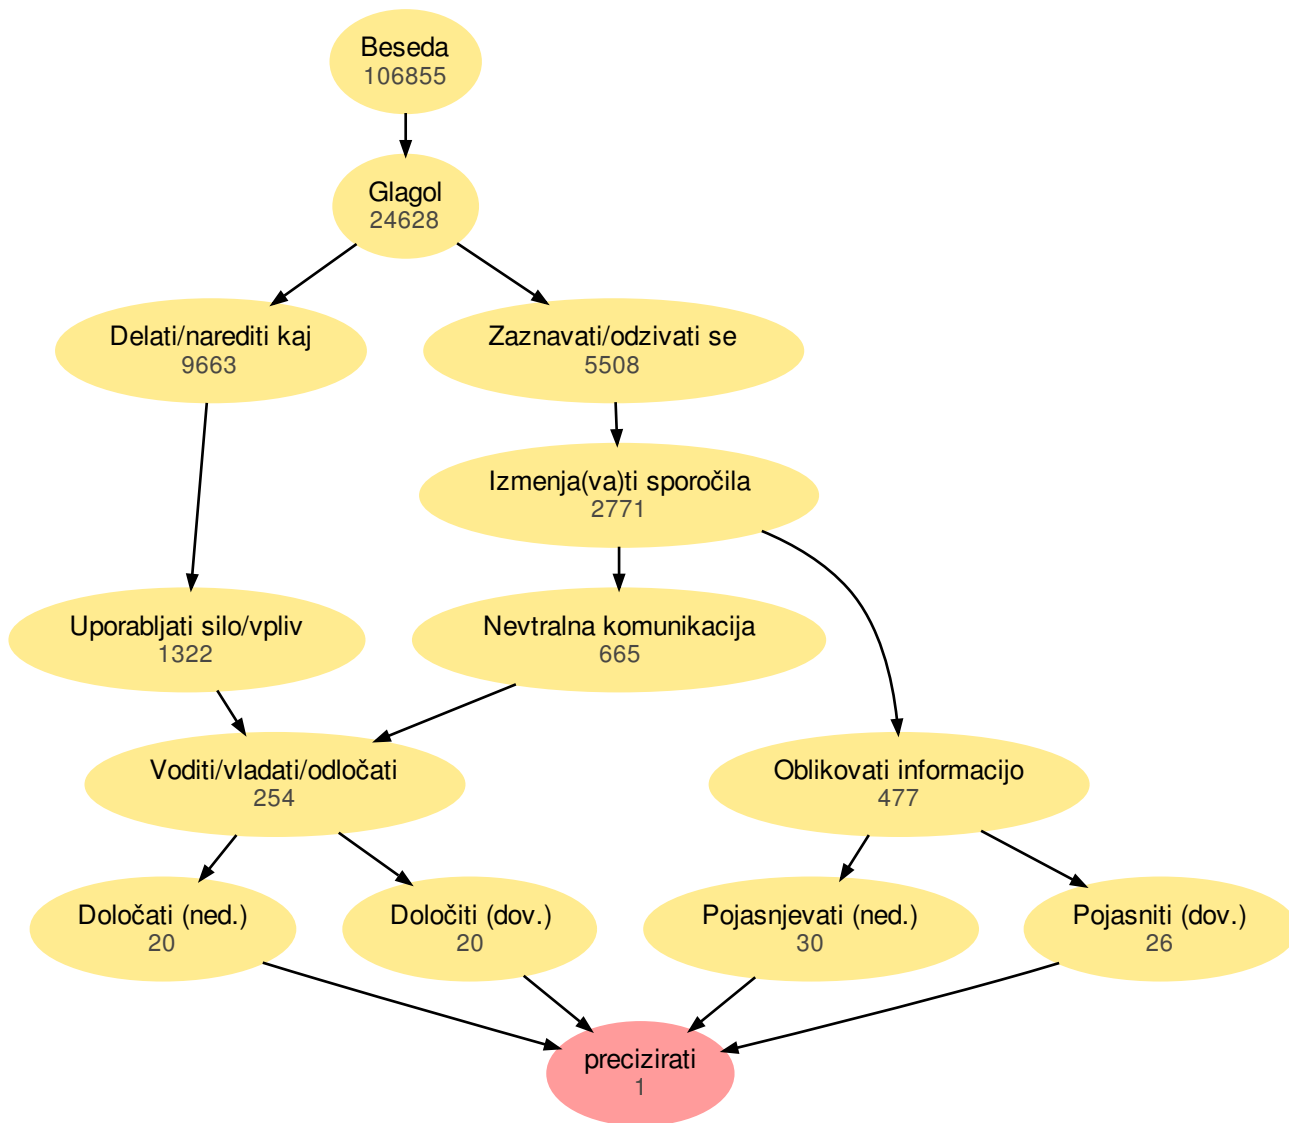 Beseda
106855
Glagol
24628
Delati/narediti kaj
9663
Zaznavati/odzivati se
5508
Izmenja(va)ti sporočila
2771
Uporabljati silo/vpliv
1322
Nevtralna komunikacija
665
Voditi/vladati/odločati
254
Oblikovati informacijo
477
Določati (ned.)
20
Določiti (dov.)
20
Pojasnjevati (ned.)
30
Pojasniti (dov.)
26
precizirati
1